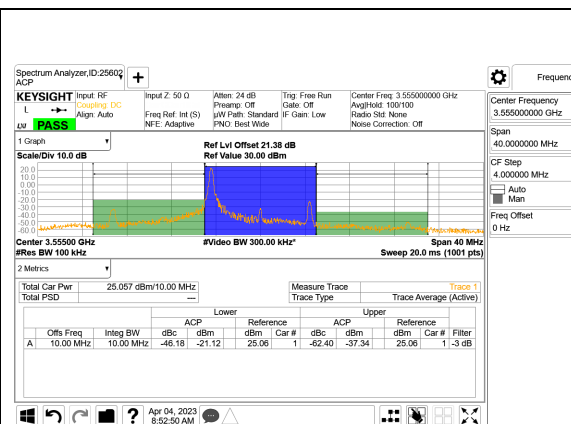 Spectrum Analyzer,ID:25602
ACP
Frequenc
KEYSIGHT Input: RF Input Z: 50 Ω Atten: 24 dB Trig: Free Run Center Freq: 3.555000000 GHz
L Coupling: DC Preamp: Off Gate: Off Avg|Hold: 100/100
Align: Auto Freq Ref: Int (S) µW Path: Standard IF Gain: Low Radio Std: None
PASS NFE: Adaptive PNO: Best Wide Noise Correction: Off
Center Frequency
3.555000000 GHz
Span
40.0000000 MHz
CF Step
4.000000 MHz
Auto
Man
Freq Offset
0 Hz
1 Graph
Scale/Div 10.0 dB
Ref Lvl Offset 21.38 dB
Ref Value 30.00 dBm
20.0
10.0
0.00
-10.0
-20.0
-30.0
-40.0
-50.0
-60.0
Center 3.55500 GHz #Video BW 300.00 kHz* Span 40 MHz
#Res BW 100 kHz Sweep 20.0 ms (1001 pts)
2 Metrics
Total Car Pwr 25.057 dBm/10.00 MHz Measure Trace Trace 1
Total PSD --- Trace Type Trace Average (Active)
Lower Upper
ACP Reference ACP Reference
Offs Freq Integ BW dBc dBm dBm Car # dBc dBm dBm Car # Filter
A 10.00 MHz 10.00 MHz -46.18 -21.12 25.06 1 -62.40 -37.34 25.06 1 -3 dB
?
Apr 04, 2023
8:52:50 AM